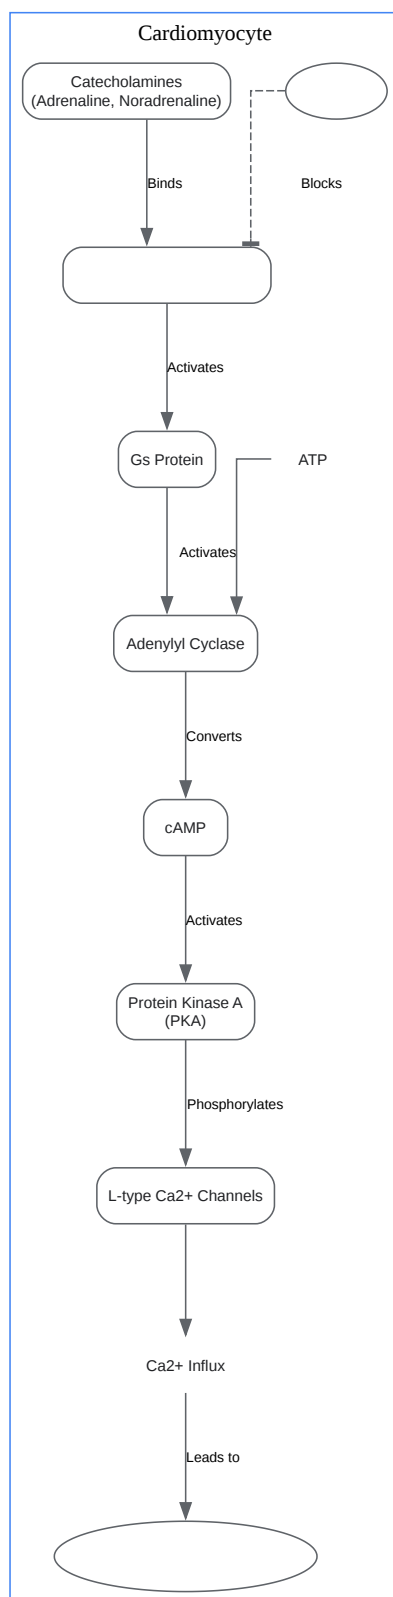 Cardiomyocyte
Catecholamines
(Adrenaline, Noradrenaline)
Binds
Blocks
Activates
Gs Protein
ATP
Activates
Adenylyl Cyclase
Converts
cAMP
Activates
Protein Kinase A
(PKA)
Phosphorylates
L-type Ca2+ Channels
Ca2+ Influx
Leads to